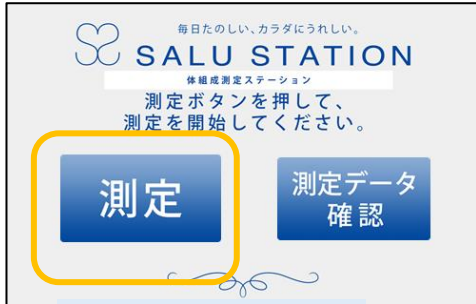 毎日たのしい、カラダにうれしい。
SALU STATION
体組成測定ステーション
測定ボタンを押して、
測定を開始してください。
測定
測定データ
確認